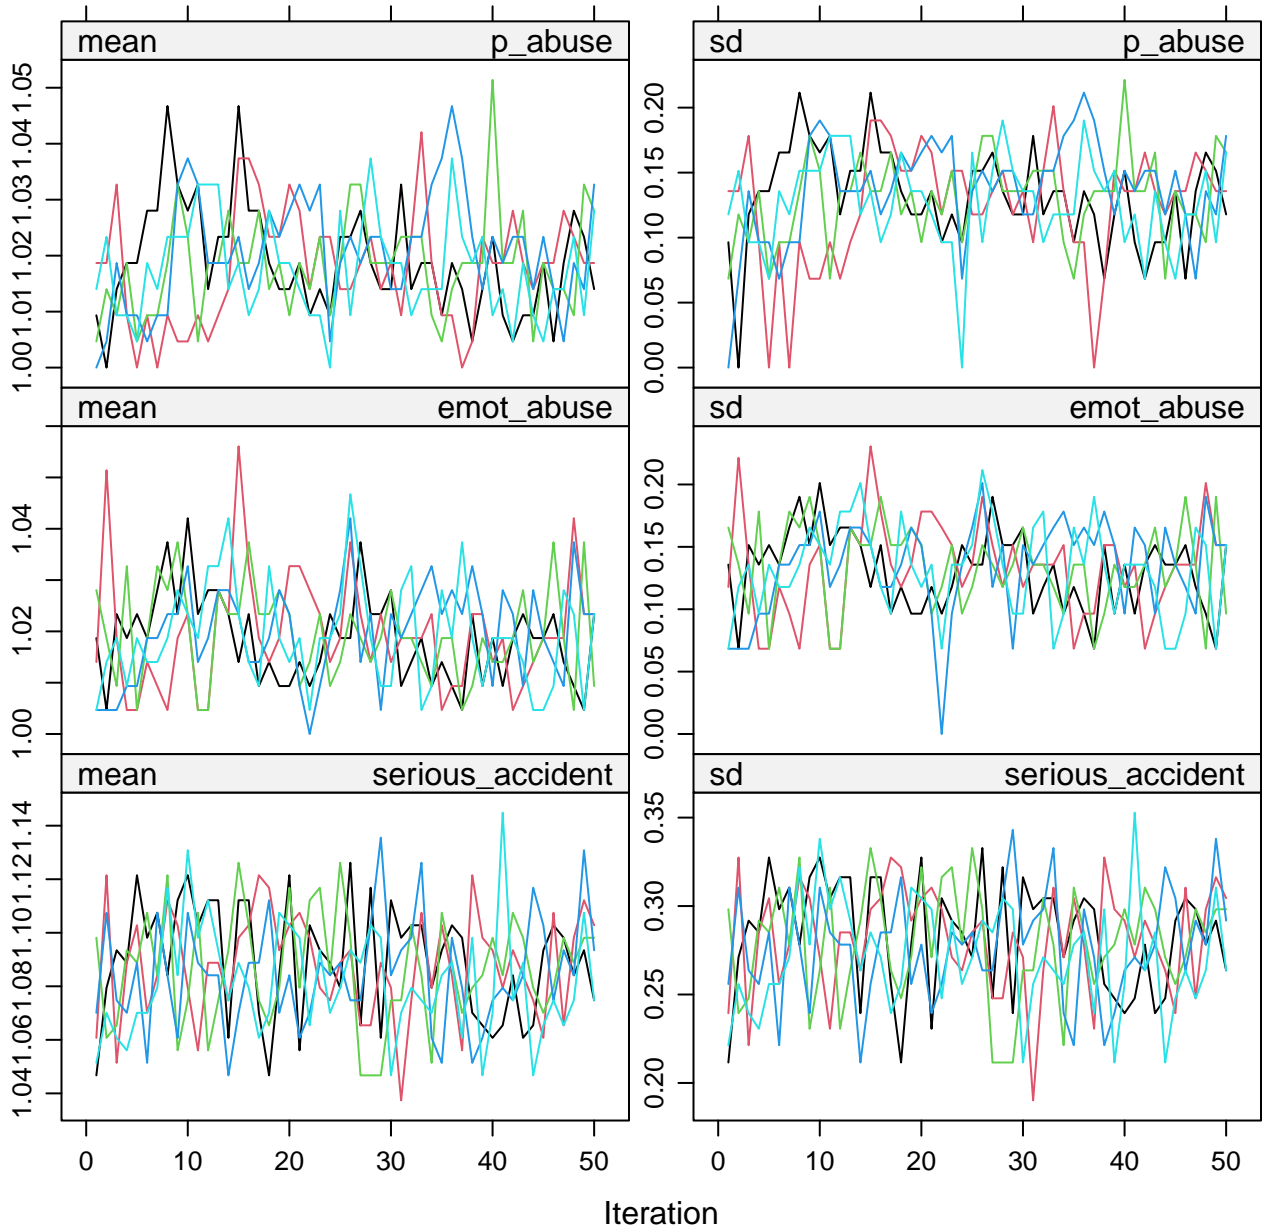 mean p_abuse
sd p_abuse
1.00 1.01 1.02 1.03 1.04 1.05
0.00 0.05 0.10 0.15 0.20
mean emot_abuse
sd emot_abuse
1.00 1.02 1.04
0.00 0.05 0.10 0.15 0.20
mean serious_accident
sd serious_accident
1.04 1.06 1.08 1.10 1.12 1.14
0.20 0.25 0.30 0.35
0 10 20 30 40 50
0 10 20 30 40 50
Iteration